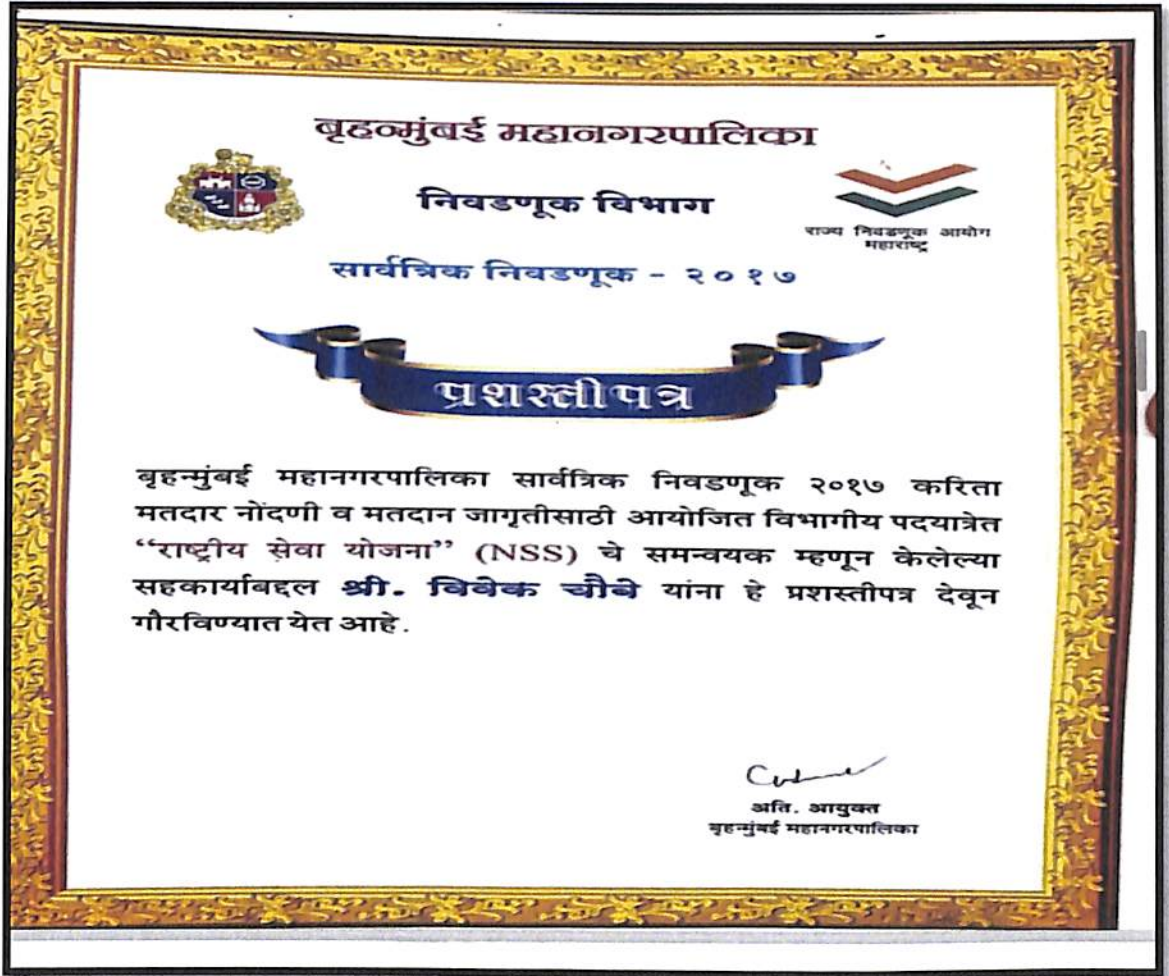 बृहन्मुंबई महानगरपालिका
निवडणूक विभाग
राज्य निवडणूक आयोग
महाराष्ट्र
सार्वत्रिक निवडणूक - २०१७
प्रशस्तीपत्र
बृहन्मुंबई महानगरपालिका सार्वत्रिक निवडणूक २०१७ करिता
मतदार नोंदणी व मतदान जागृतीसाठी आयोजित विभागीय पदयात्रेत
“राष्ट्रीय सेवा योजना” (NSS) चे समन्वयक म्हणून केलेल्या
सहकार्याबद्दल श्री. विवेक चौबे यांना हे प्रशस्तीपत्र देवून
गौरविण्यात येत आहे.
अति. आयुक्त
बृहन्मुंबई महानगरपालिका